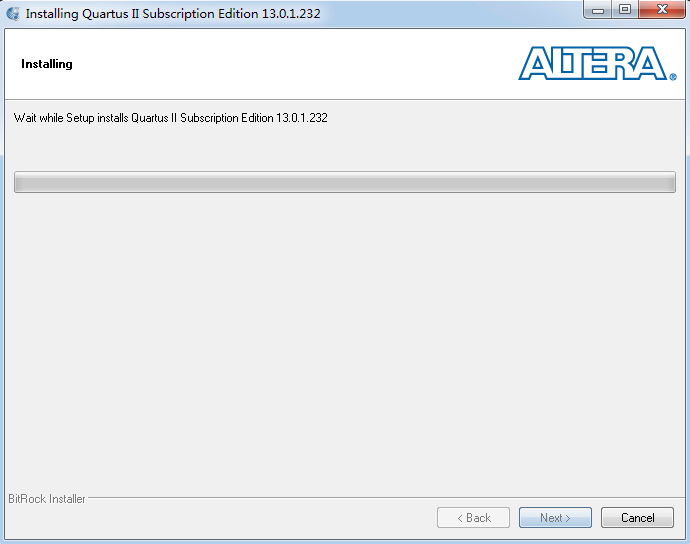 Installing Quartus II Subscription Edition 13.0.1.232
Installing
ALTERA®
Wait while Setup installs Quartus II Subscription Edition 13.0.1.232
BitRock Installer
< Back
Next >
Cancel